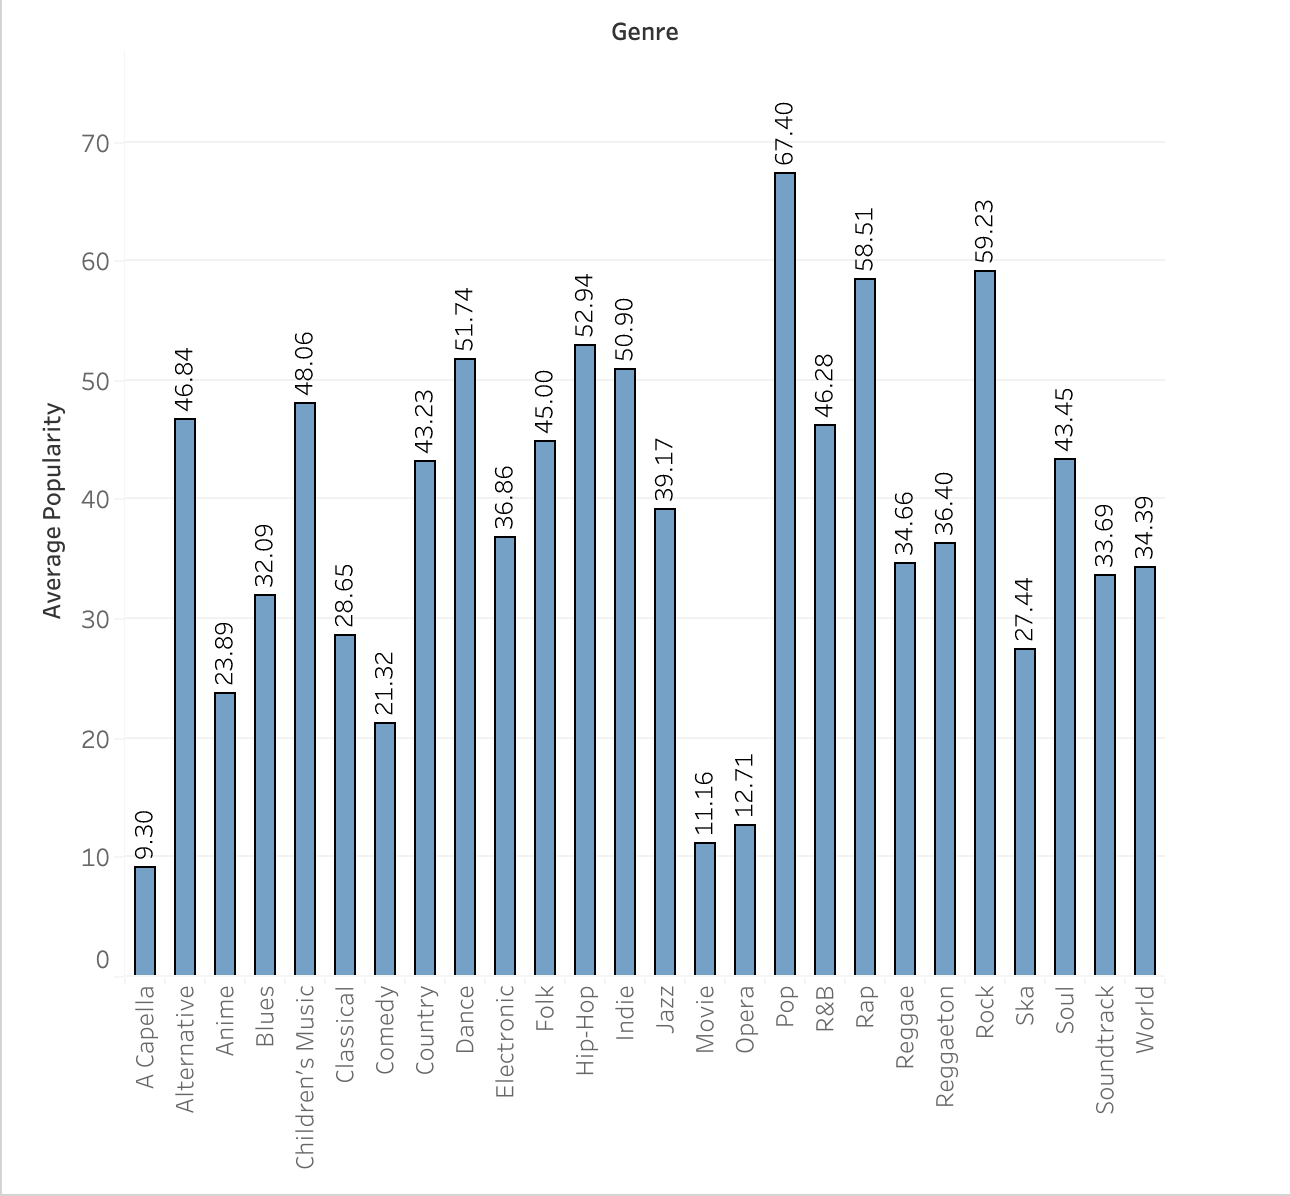 Genre
Average Popularity
70
60
50
40
30
20
10
0
9.30
46.84
23.89
32.09
48.06
28.65
21.32
43.23
51.74
36.86
45.00
52.94
50.90
39.17
11.16
12.71
67.40
46.28
58.51
34.66
36.40
59.23
27.44
43.45
33.69
34.39
A Capella
Alternative
Anime
Blues
Children’s Music
Classical
Comedy
Country
Dance
Electronic
Folk
Hip-Hop
Indie
Jazz
Movie
Opera
Pop
R&B
Rap
Reggae
Reggaeton
Rock
Ska
Soul
Soundtrack
World